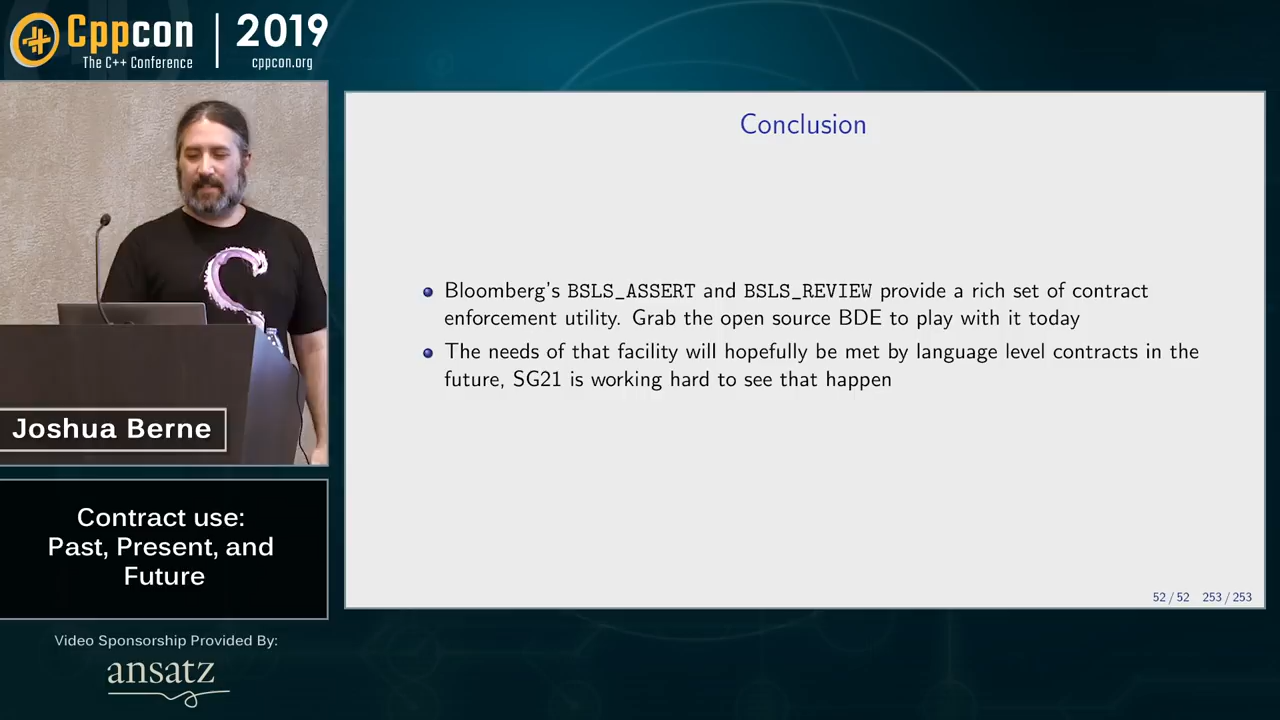 Cppcon | 2019
The C++ Conference cppcon.org
Joshua Berne
Contract use:
Past, Present, and
Future
Video Sponsorship Provided By:
ansatz
Conclusion
Bloomberg's BSLS_ASSERT and BSLS_REVIEW provide a rich set of contract
enforcement utility. Grab the open source BDE to play with it today
The needs of that facility will hopefully be met by language level contracts in the
future, SG21 is working hard to see that happen
52 / 52 253 / 253